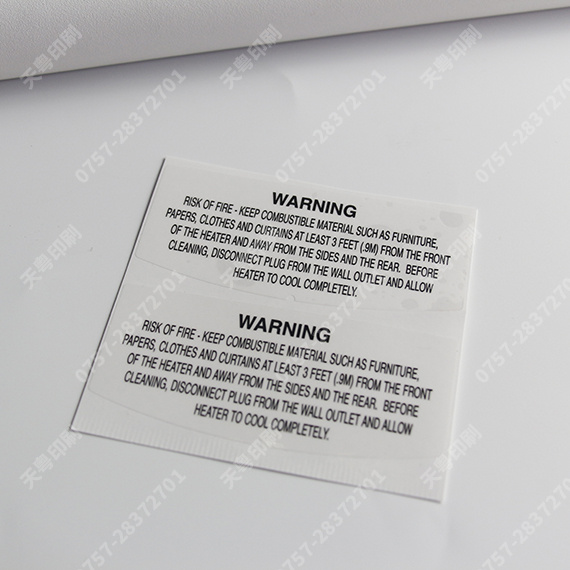 WARNING
RISK OF FIRE - KEEP COMBUSTIBLE MATERIAL SUCH AS FURNITURE,
PAPERS, CLOTHES AND CURTAINS AT LEAST 3 FEET (.9M) FROM THE FRONT
OF THE HEATER AND AWAY FROM THE SIDES AND THE REAR. BEFORE
CLEANING, DISCONNECT PLUG FROM THE WALL OUTLET AND ALLOW
HEATER TO COOL COMPLETELY.
WARNING
RISK OF FIRE - KEEP COMBUSTIBLE MATERIAL SUCH AS FURNITURE,
PAPERS, CLOTHES AND CURTAINS AT LEAST 3 FEET (.9M) FROM THE FRONT
OF THE HEATER AND AWAY FROM THE SIDES AND THE REAR. BEFORE
CLEANING, DISCONNECT PLUG FROM THE WALL OUTLET AND ALLOW
HEATER TO COOL COMPLETELY.
天粤印刷
0757-28372701